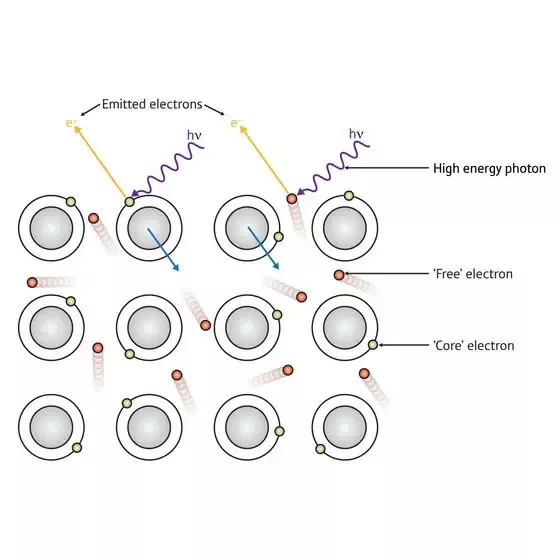 Emitted electrons
e⁻
e⁻
hν
hν
High energy photon
'Free' electron
'Core' electron